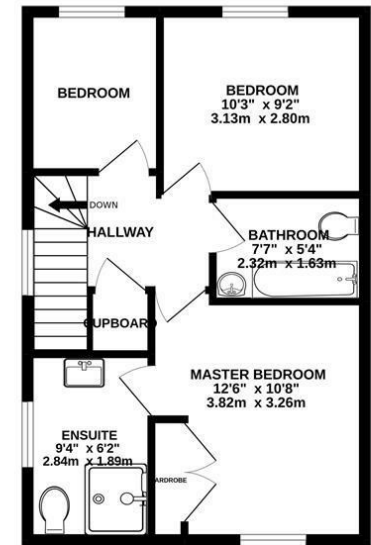 BEDROOM
BEDROOM
10'3" x 9'2"
3.13m x 2.80m
DOWN
HALLWAY
BATHROOM
7'7" x 5'4"
2.32m x 1.63m
CUPBOARD
MASTER BEDROOM
12'6" x 10'8"
3.82m x 3.26m
ENSUITE
9'4" x 6'2"
2.84m x 1.89m
ARDROBE